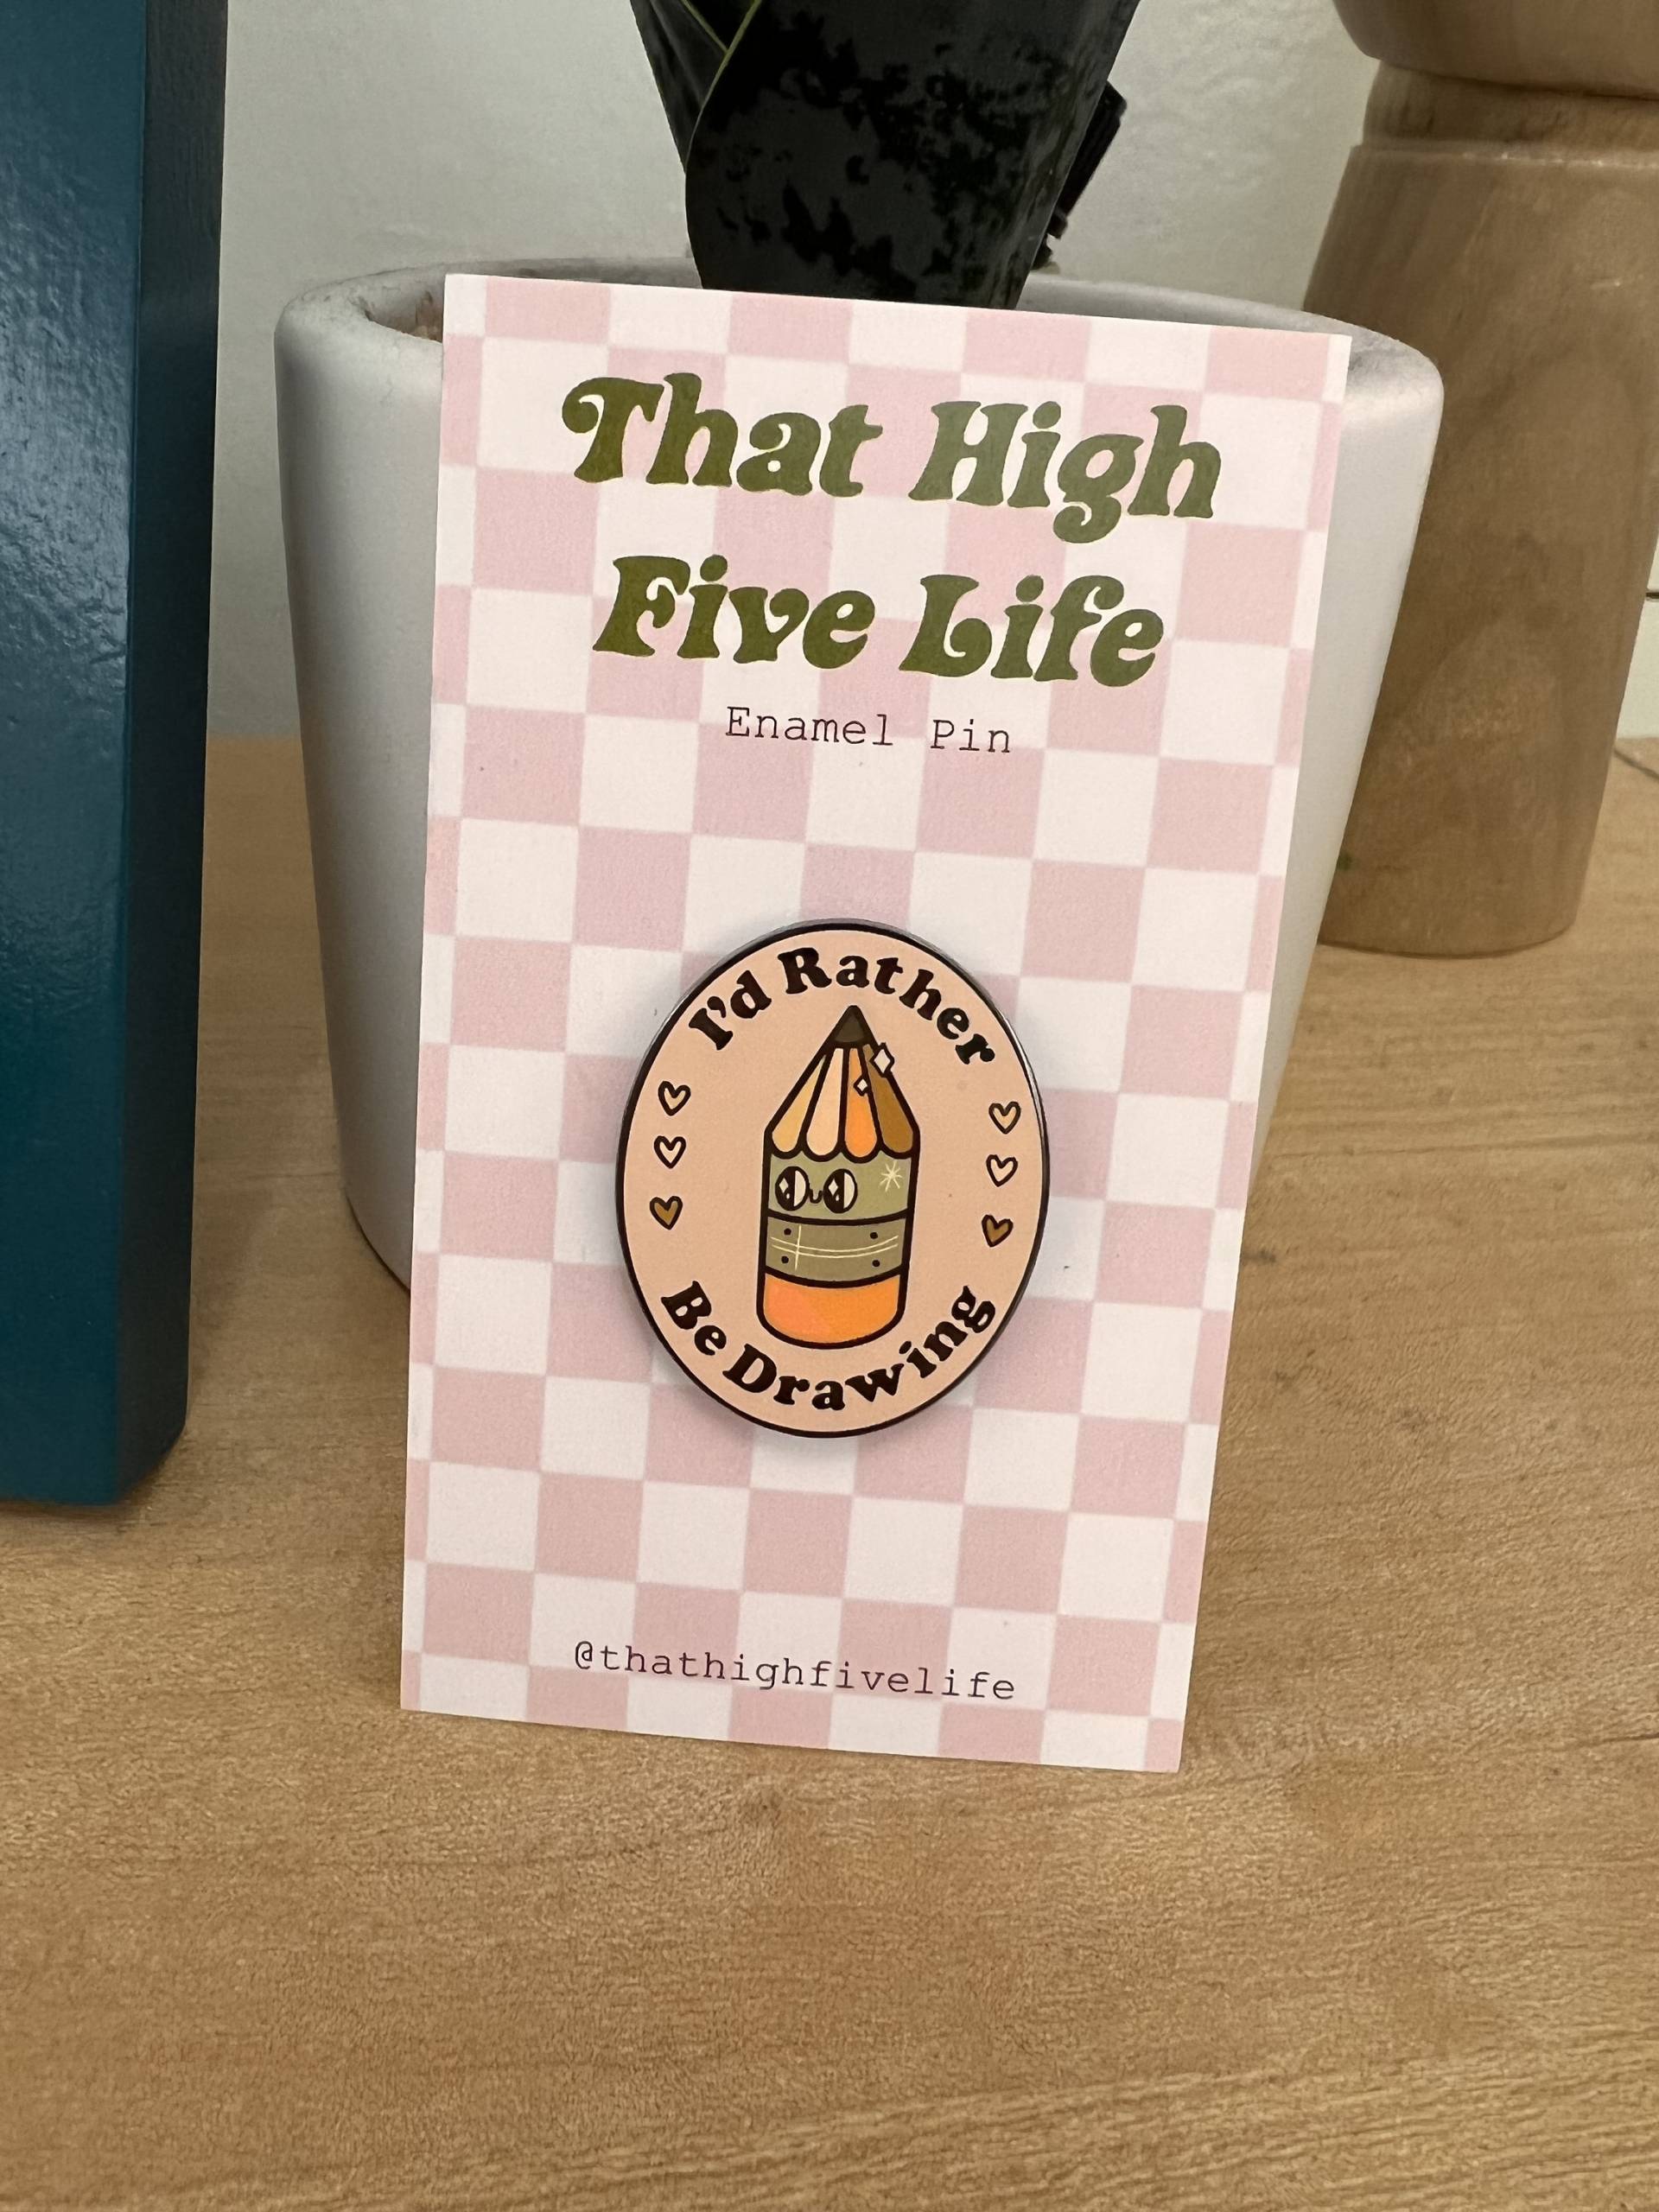 That High
Five Life
Enamel Pin
I'd Rather
Be Drawing
@thathighfivelife